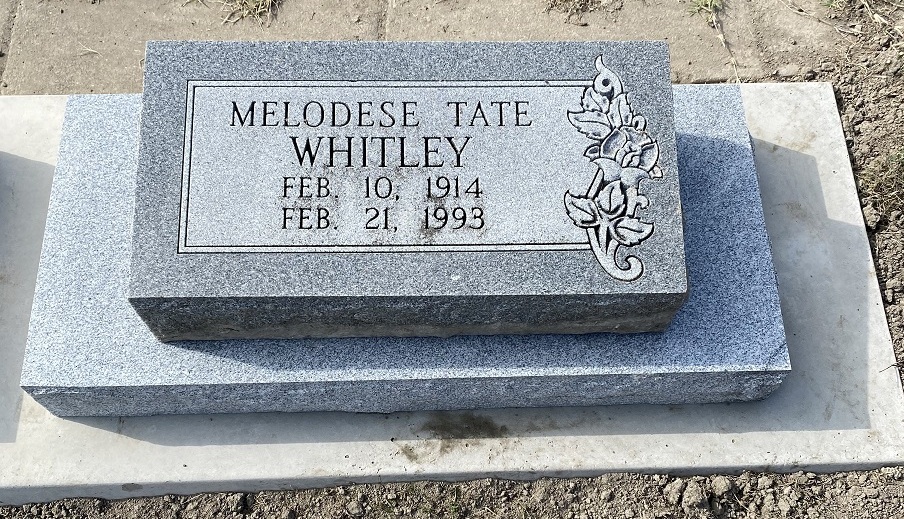 MELODESE TATE
WHITLEY
FEB. 10, 1914
FEB. 21, 1993